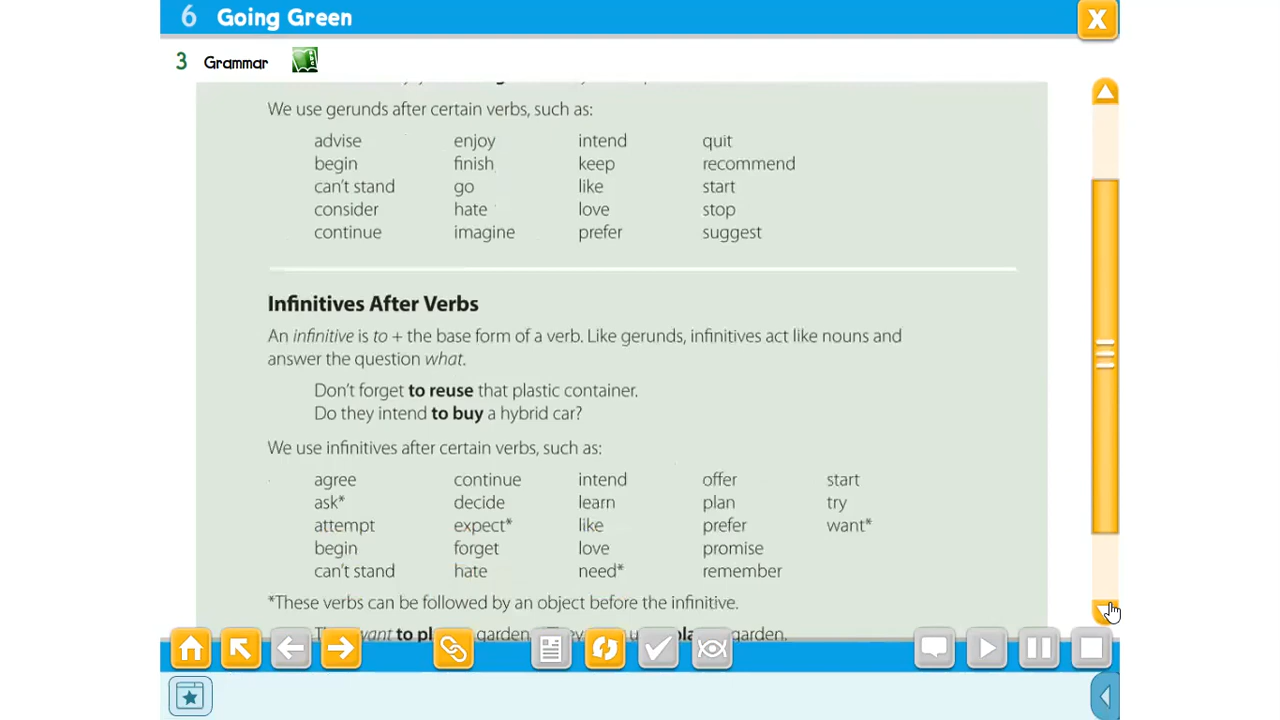 6 Going Green
X
3 Grammar
We use gerunds after certain verbs, such as:
advise enjoy intend quit
begin finish keep recommend
can't stand go like start
consider hate love stop
continue imagine prefer suggest
Infinitives After Verbs
An infinitive is to + the base form of a verb. Like gerunds, infinitives act like nouns and
answer the question what.
Don't forget to reuse that plastic container.
Do they intend to buy a hybrid car?
We use infinitives after certain verbs, such as:
agree continue intend offer start
ask* decide learn plan try
attempt expect* like prefer want*
begin forget love promise
can't stand hate need* remember
*These verbs can be followed by an object before the infinitive.
want to garden. garden.